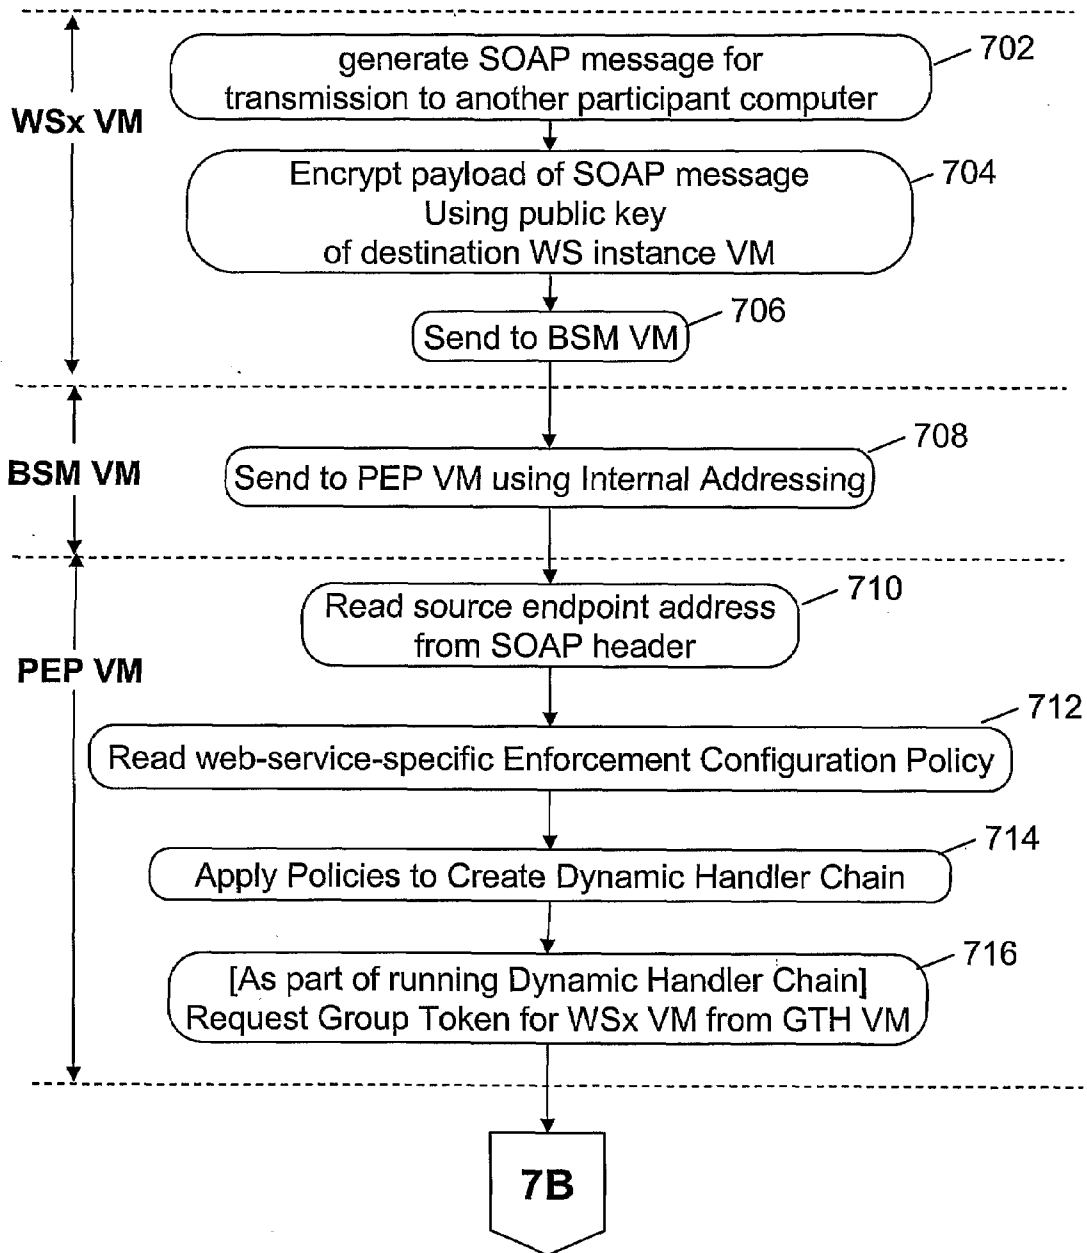 generate SOAP message for
transmission to another participant computer
702
WSx VM
Encrypt payload of SOAP message
Using public key
of destination WS instance VM
704
Send to BSM VM
706
BSM VM
Send to PEP VM using Internal Addressing
708
PEP VM
Read source endpoint address
from SOAP header
710
Read web-service-specific Enforcement Configuration Policy
712
Apply Policies to Create Dynamic Handler Chain
714
[As part of running Dynamic Handler Chain]
Request Group Token for WSx VM from GTH VM
716
7B